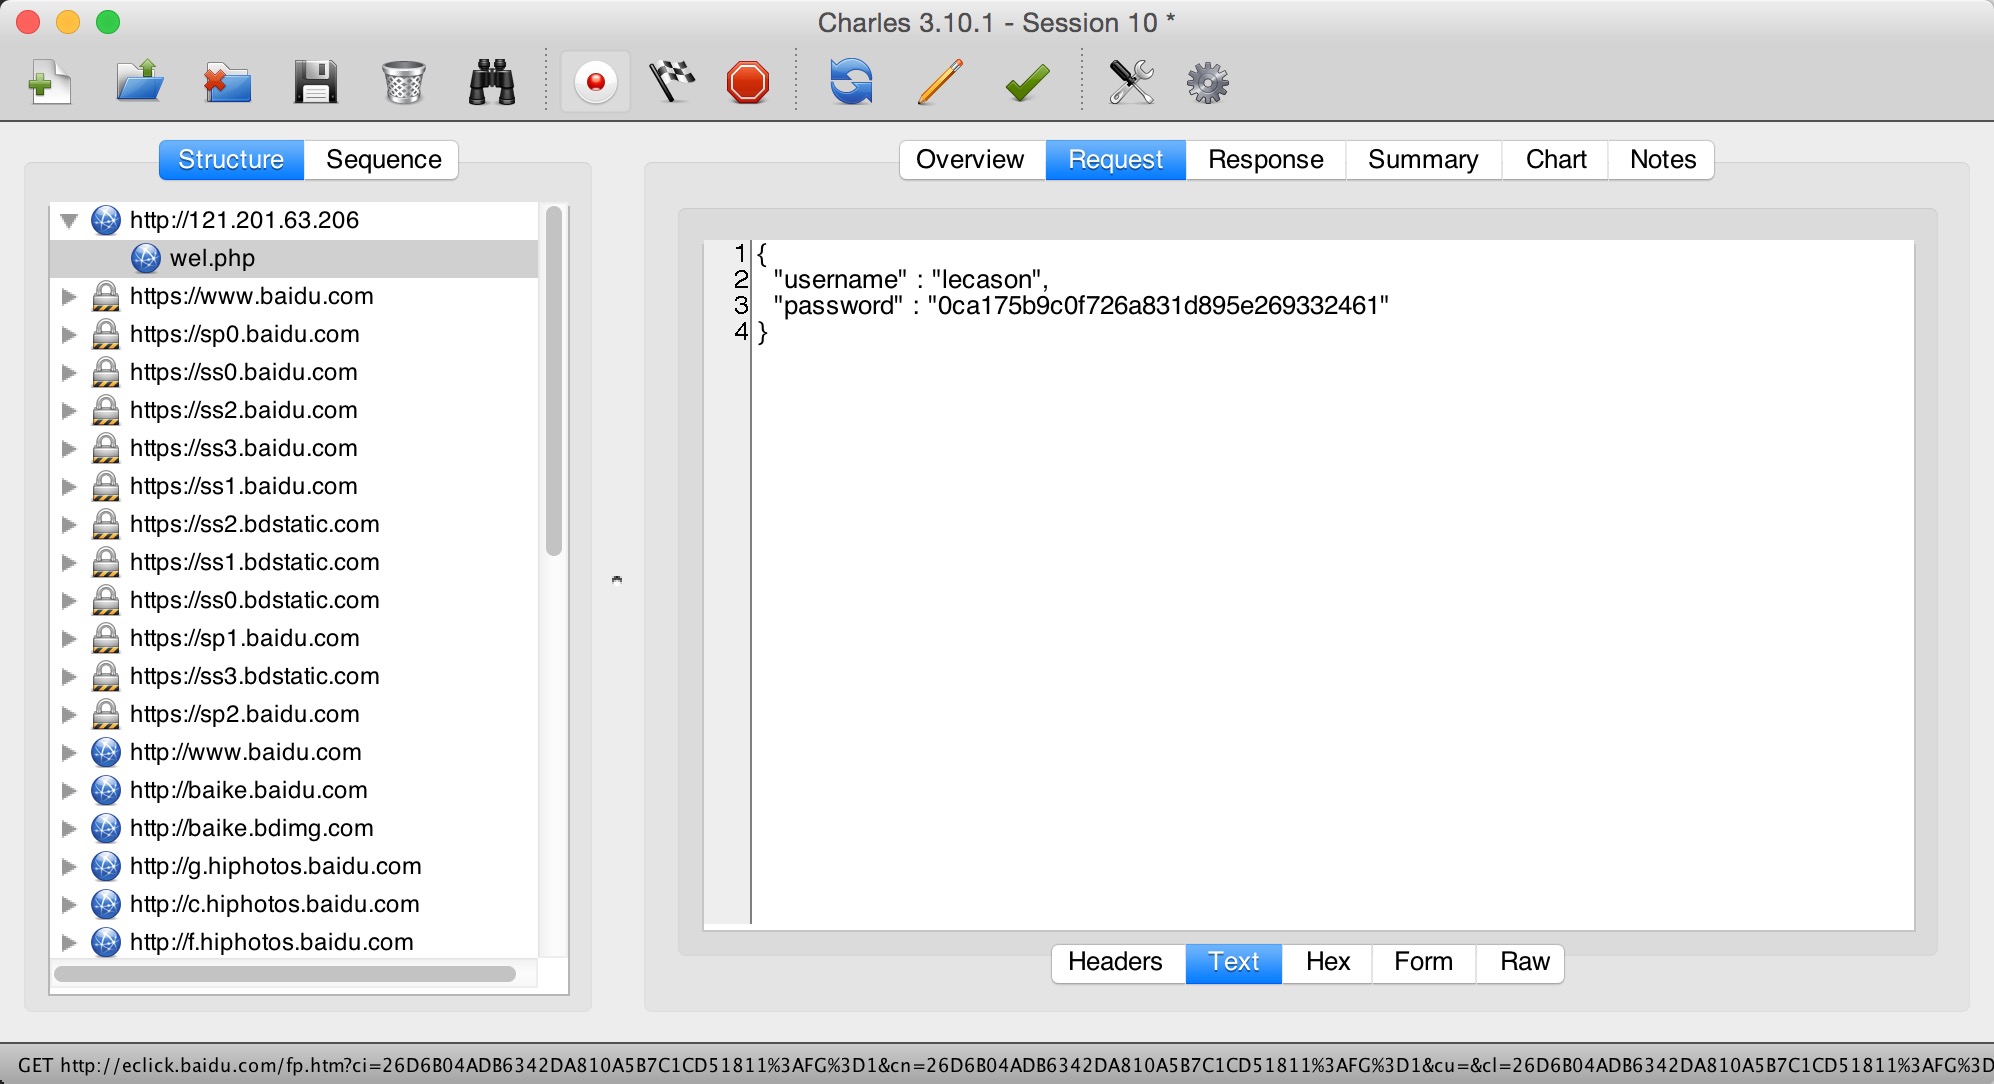 Charles 3.10.1 - Session 10 *
Structure Sequence
http://121.201.63.206
wel.php
https://www.baidu.com
https://sp0.baidu.com
https://ss0.baidu.com
https://ss2.baidu.com
https://ss3.baidu.com
https://ss1.baidu.com
https://ss2.bdstatic.com
https://ss1.bdstatic.com
https://ss0.bdstatic.com
https://sp1.baidu.com
https://ss3.bdstatic.com
https://sp2.baidu.com
http://www.baidu.com
http://baike.baidu.com
http://baike.bdimg.com
http://g.hiphotos.baidu.com
http://c.hiphotos.baidu.com
http://f.hiphotos.baidu.com
Overview Request Response Summary Chart Notes
1 {
2 "username" : "lecason",
3 "password" : "0ca175b9c0f726a831d895e269332461"
4 }
Headers Text Hex Form Raw
GET http://eclick.baidu.com/fp.htm?ci=26D6B04ADB6342DA810A5B7C1CD51811%3AFG%3D1&cn=26D6B04ADB6342DA810A5B7C1CD51811%3AFG%3D1&cu=&cl=26D6B04ADB6342DA810A5B7C1CD51811%3AFG%3D